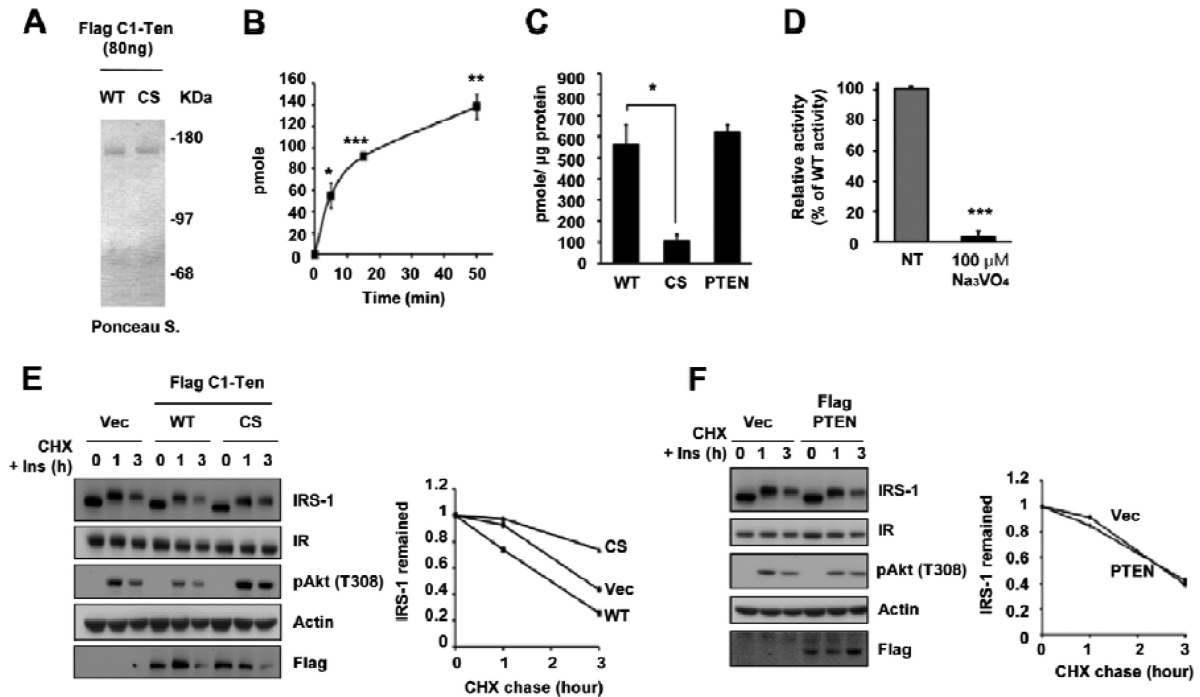 A
Flag C1-Ten
(80ng)
WT CS KDa
-180
-97
-68
Ponceau S.
B
160
140
120
100
80
60
40
20
0
pmole
*
***
**
0 10 20 30 40 50
Time (min)
C
900
800
700
600
500
400
300
200
100
0
pmole/ µg protein
*
WT CS PTEN
D
100
80
60
40
20
0
Relative activity
(% of WT activity)
***
NT 100 µM
Na₃VO₄
E
Flag C1-Ten
Vec WT CS
CHX
+ Ins (h) 0 1 3 0 1 3 0 1 3
IRS-1
IR
pAkt (T308)
Actin
Flag
IRS-1 remained
1.2
1
0.8
0.6
0.4
0.2
0
CS
Vec
WT
0 1 2 3
CHX chase (hour)
F
Flag
Vec PTEN
CHX
+ Ins (h) 0 1 3 0 1 3
IRS-1
IR
pAkt (T308)
Actin
Flag
IRS-1 remained
1.2
1
0.8
0.6
0.4
0.2
0
Vec
PTEN
0 1 2 3
CHX chase (hour)